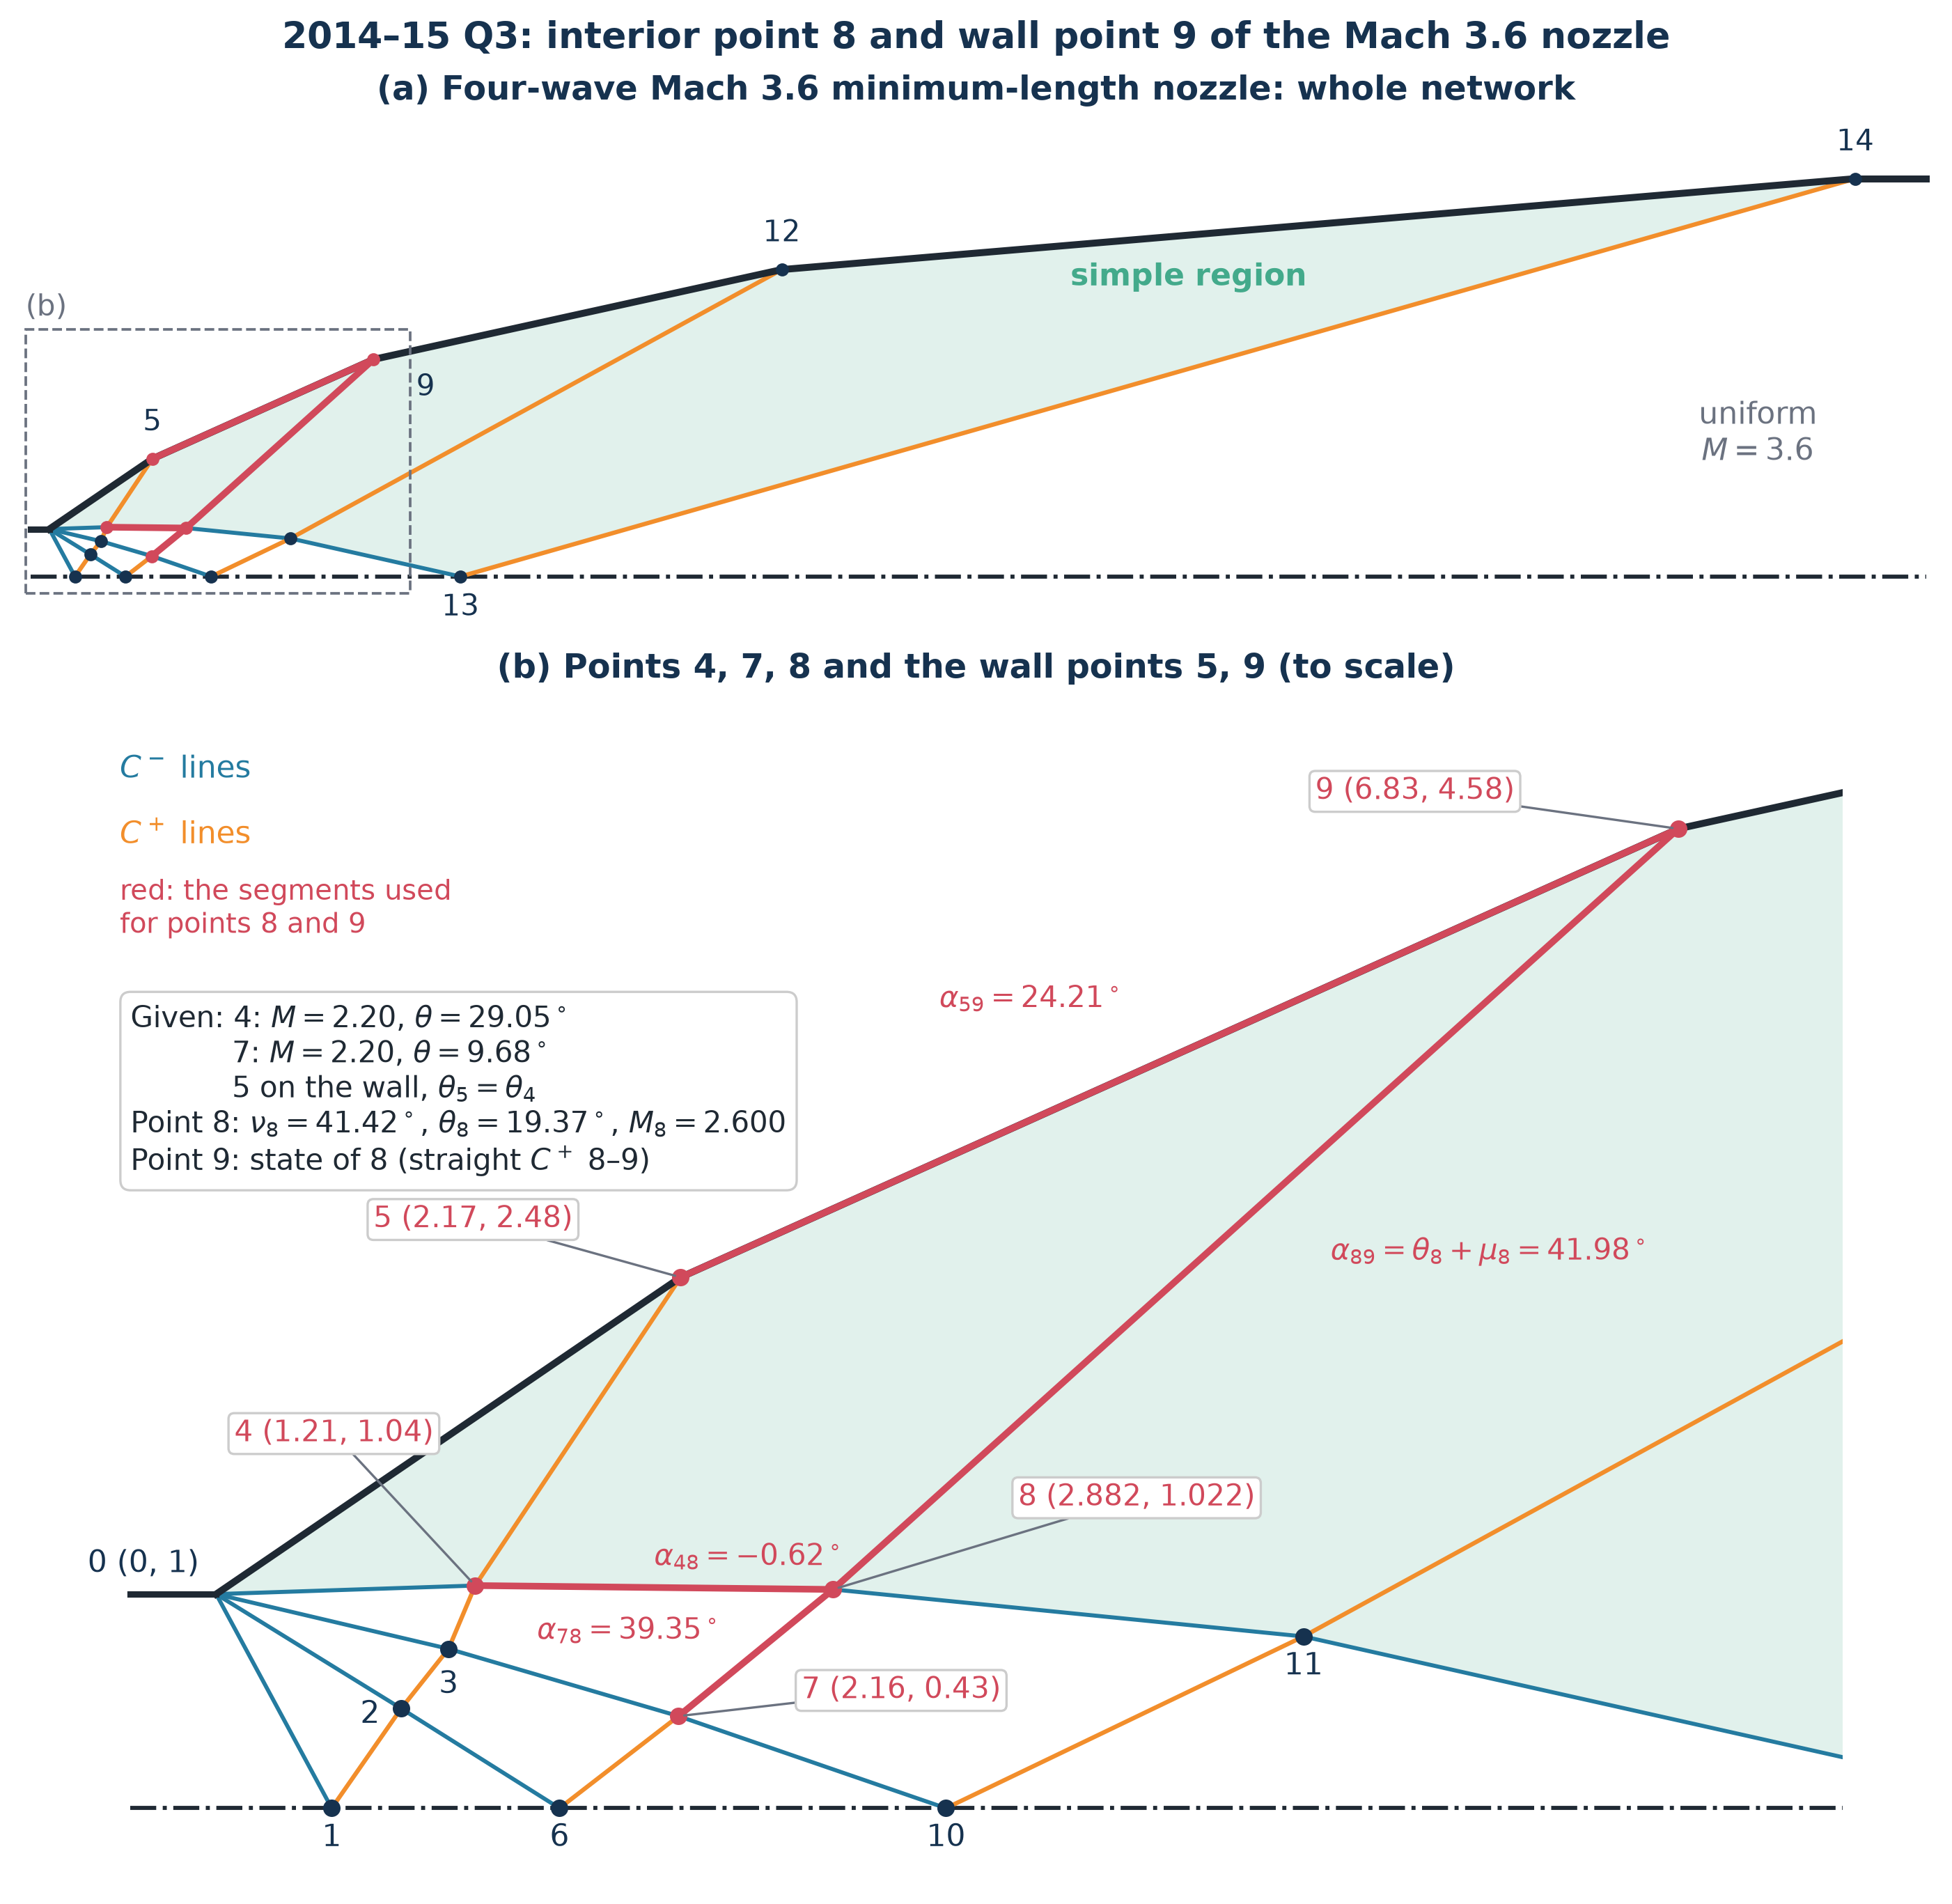 2014–15 Q3: interior point 8 and wall point 9 of the Mach 3.6 nozzle
(a) Four-wave Mach 3.6 minimum-length nozzle: whole network
14
12
simple region
(b)
9
5
uniform
M = 3.6
13
(b) Points 4, 7, 8 and the wall points 5, 9 (to scale)
C⁻ lines
C⁺ lines
red: the segments used
for points 8 and 9
9 (6.83, 4.58)
α₅₉ = 24.21°
Given: 4: M = 2.20, θ = 29.05°
7: M = 2.20, θ = 9.68°
5 on the wall, θ₅ = θ₄
Point 8: ν₈ = 41.42°, θ₈ = 19.37°, M₈ = 2.600
Point 9: state of 8 (straight C⁺ 8–9)
5 (2.17, 2.48)
α₈₉ = θ₈ + μ₈ = 41.98°
4 (1.21, 1.04)
8 (2.882, 1.022)
0 (0, 1)
α₄₈ = −0.62°
α₇₈ = 39.35°
3
11
7 (2.16, 0.43)
2
1
6
10